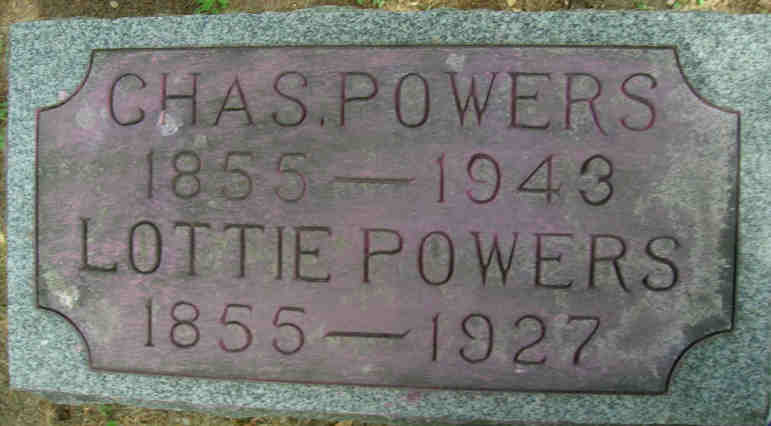 CHAS. POWERS
1855 — 1943
LOTTIE POWERS
1855 — 1927